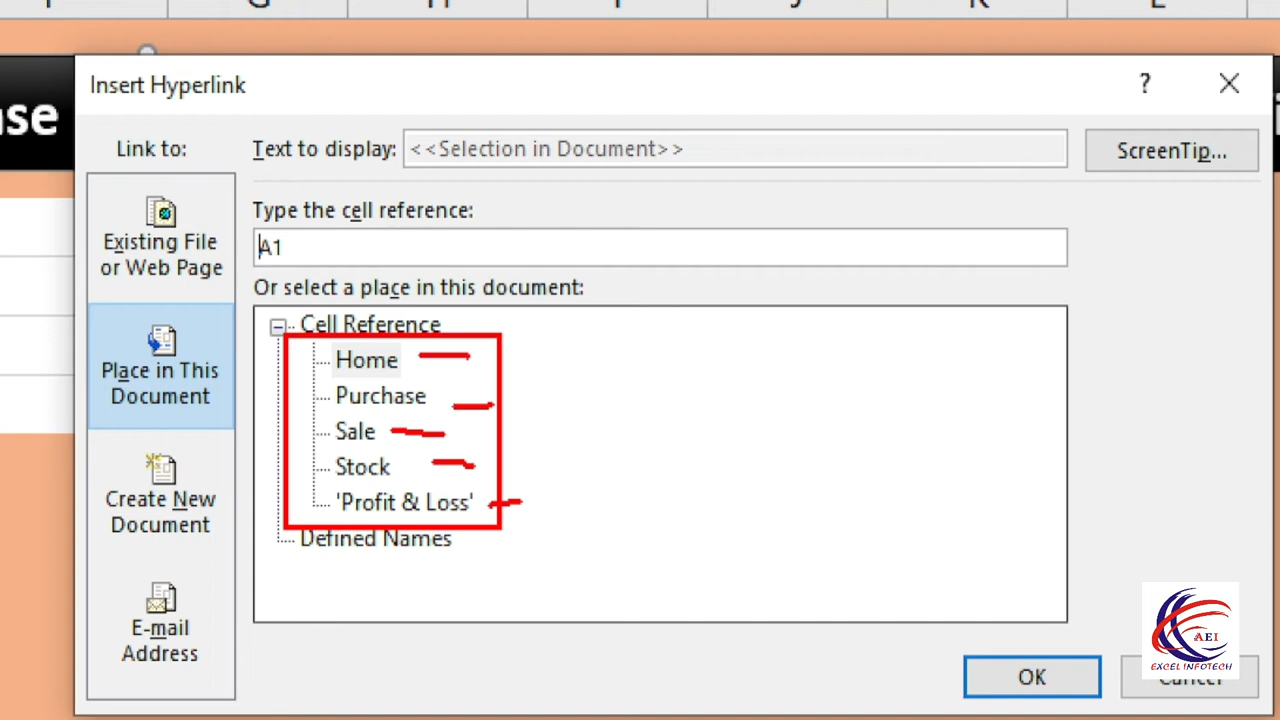 Insert Hyperlink
?
Link to:
Text to display:
<<Selection in Document>>
ScreenTip...
Existing File
or Web Page
Place in This
Document
Create New
Document
E-mail
Address
Type the cell reference:
A1
Or select a place in this document:
Cell Reference
Home
Purchase
Sale
Stock
'Profit & Loss'
Defined Names
OK
Cancel
AEI
EXCEL INFOTECH